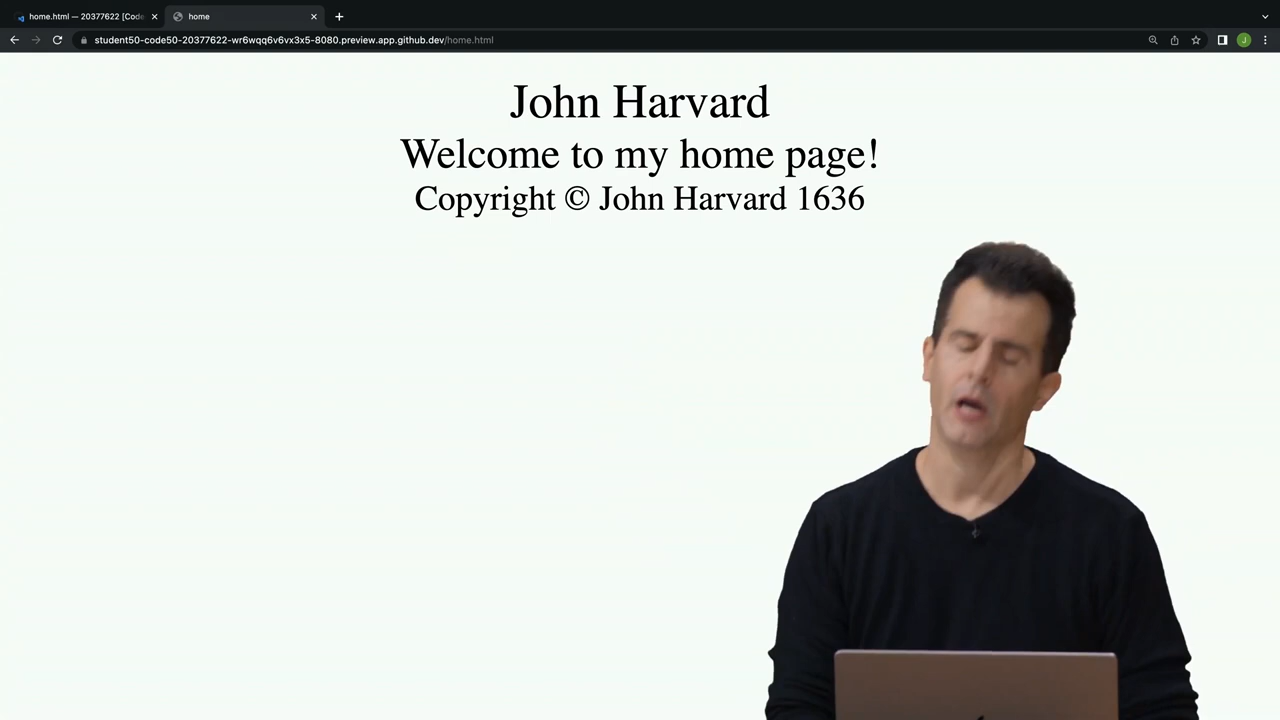 home.html — 20377622 [Code
home
student50-code50-20377622-wr6wqq6v6vx3x5-8080.preview.app.github.dev/home.html
J
John Harvard
Welcome to my home page!
Copyright © John Harvard 1636